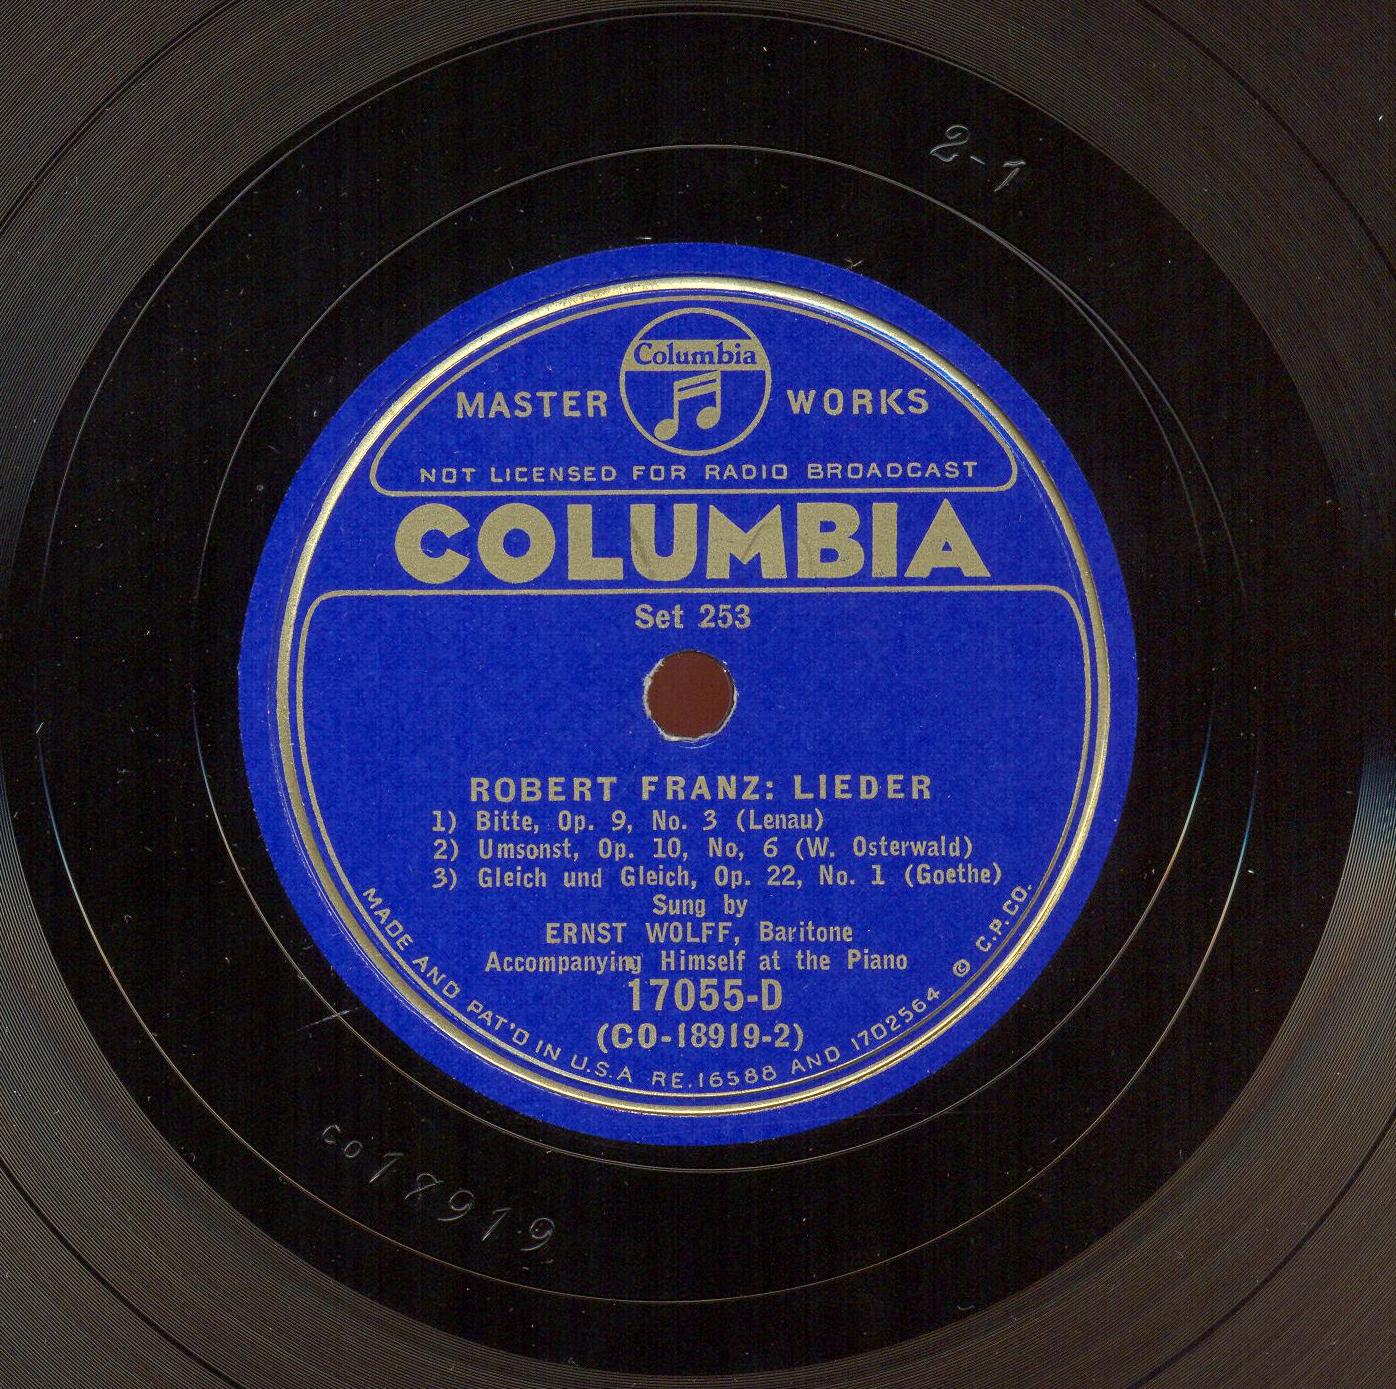 2-1
Columbia
MASTER WORKS
NOT LICENSED FOR RADIO BROADCAST
COLUMBIA
Set 253
ROBERT FRANZ: LIEDER
1) Bitte, Op. 9, No. 3 (Lenau)
2) Umsonst, Op. 10, No, 6 (W. Osterwald)
3) Gleich und Gleich, Op. 22, No. 1 (Goethe)
Sung by
ERNST WOLFF, Baritone
Accompanying Himself at the Piano
17055-D
(CO-18919-2)
MADE AND PAT'D IN U.S.A RE.16588 AND 1702564 © C.P.CO.
CO 18919